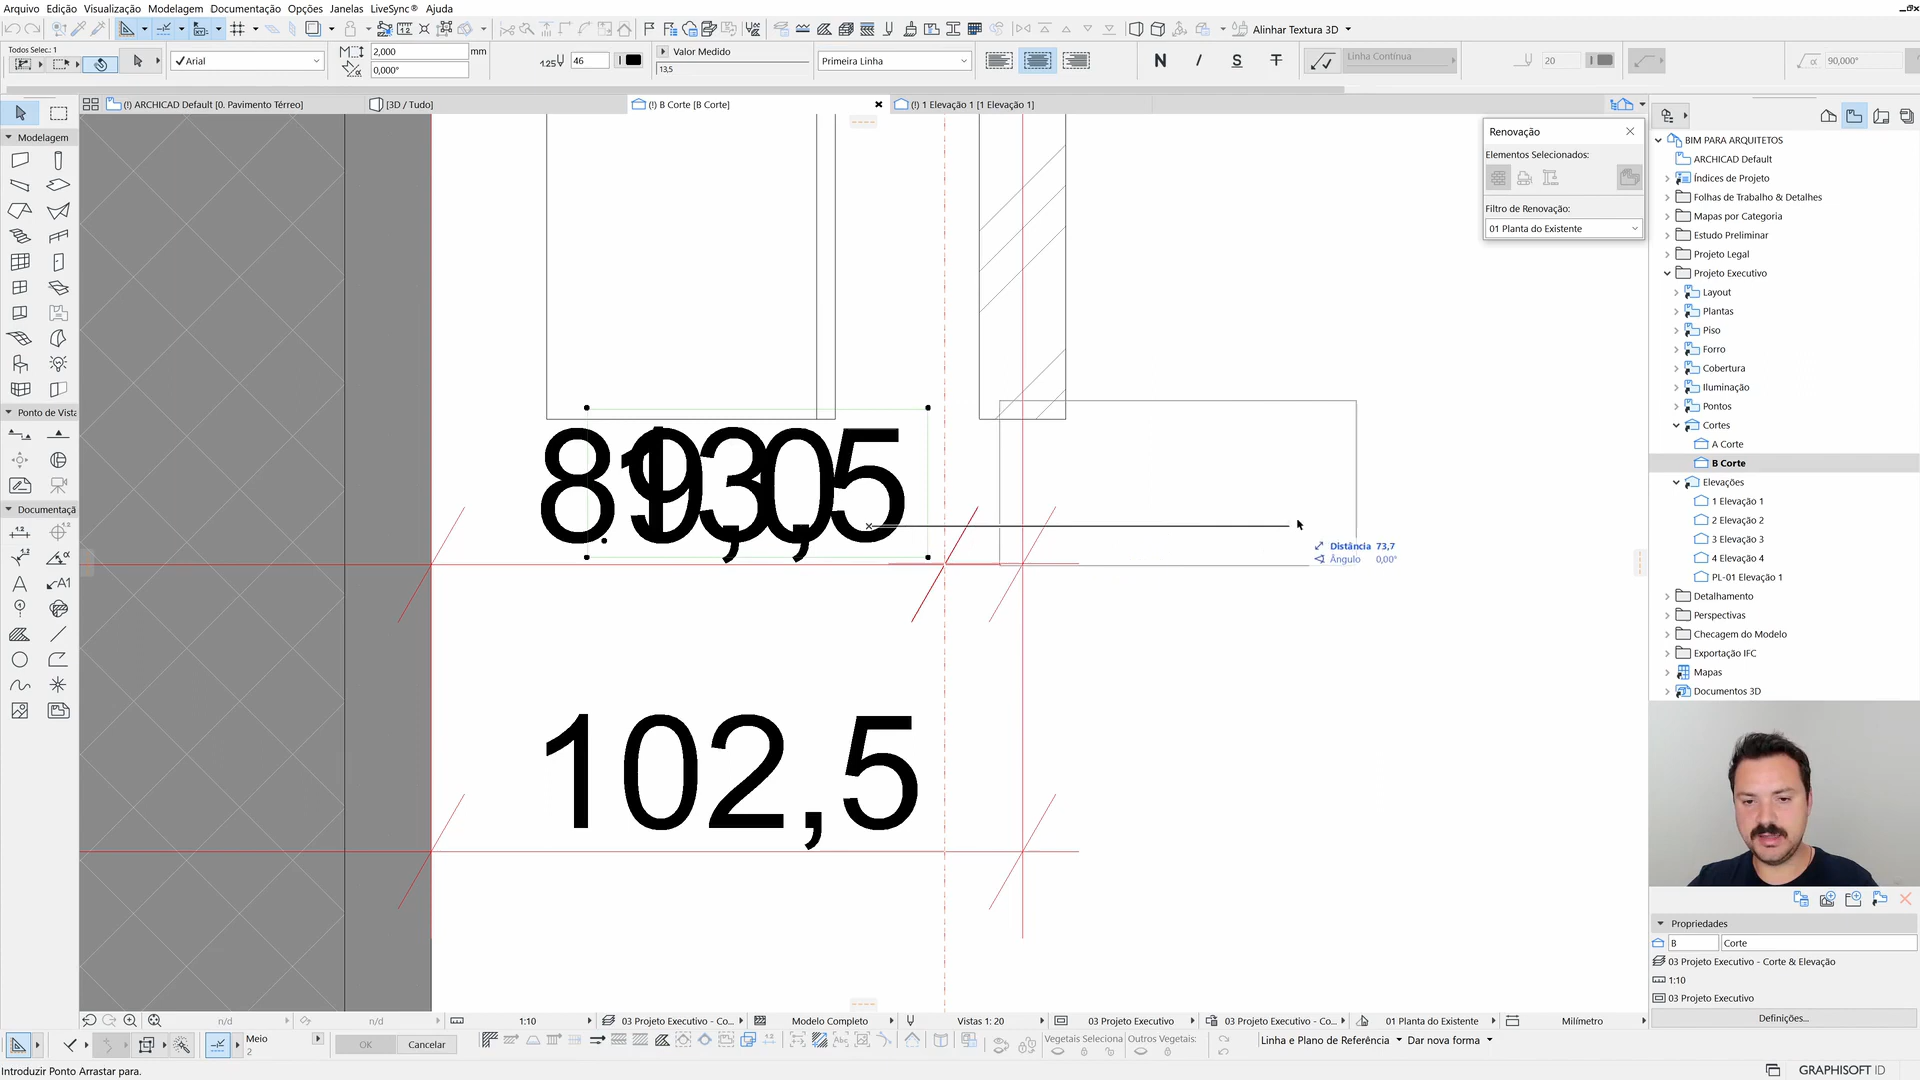 Arquivo Edição Visualização Modelagem Documentação Opções Janelas LiveSync® Ajuda
Alinhar Textura 3D
Todos Selec.: 1
Arial
2,000 mm
0,000°
1.25
46
Valor Medido
13,5
Primeira Linha
N I S T
Linha Contínua
20
90,000°
(!) ARCHICAD Default [0. Pavimento Térreo]
[3D / Tudo]
(!) B Corte [B Corte]
(!) 1 Elevação 1 [1 Elevação 1]
Modelagem
Ponto de Vista
Documentaçã
Renovação
Elementos Selecionados:
Filtro de Renovação:
01 Planta do Existente
102,5
Distância 73,7
Ângulo 0,00°
BIM PARA ARQUITETOS
ARCHICAD Default
Índices de Projeto
Folhas de Trabalho & Detalhes
Mapas por Categoria
Estudo Preliminar
Projeto Legal
Projeto Executivo
Layout
Plantas
Piso
Forro
Cobertura
Iluminação
Pontos
Cortes
A Corte
B Corte
Elevações
1 Elevação 1
2 Elevação 2
3 Elevação 3
4 Elevação 4
PL-01 Elevação 1
Detalhamento
Perspectivas
Checagem do Modelo
Exportação IFC
Mapas
Documentos 3D
Propriedades
B Corte
03 Projeto Executivo - Corte & Elevação
1:10
03 Projeto Executivo
Definições...
n/d
n/d
1:10
03 Projeto Executivo - Co...
Modelo Completo
Vistas 1: 20
03 Projeto Executivo
03 Projeto Executivo - Co...
01 Planta do Existente
Milímetro
Meio
2
OK
Cancelar
Vegetais Seleciona
Outros Vegetais:
Linha e Plano de Referência
Dar nova forma
Introduzir Ponto Arrastar para.
GRAPHISOFT ID